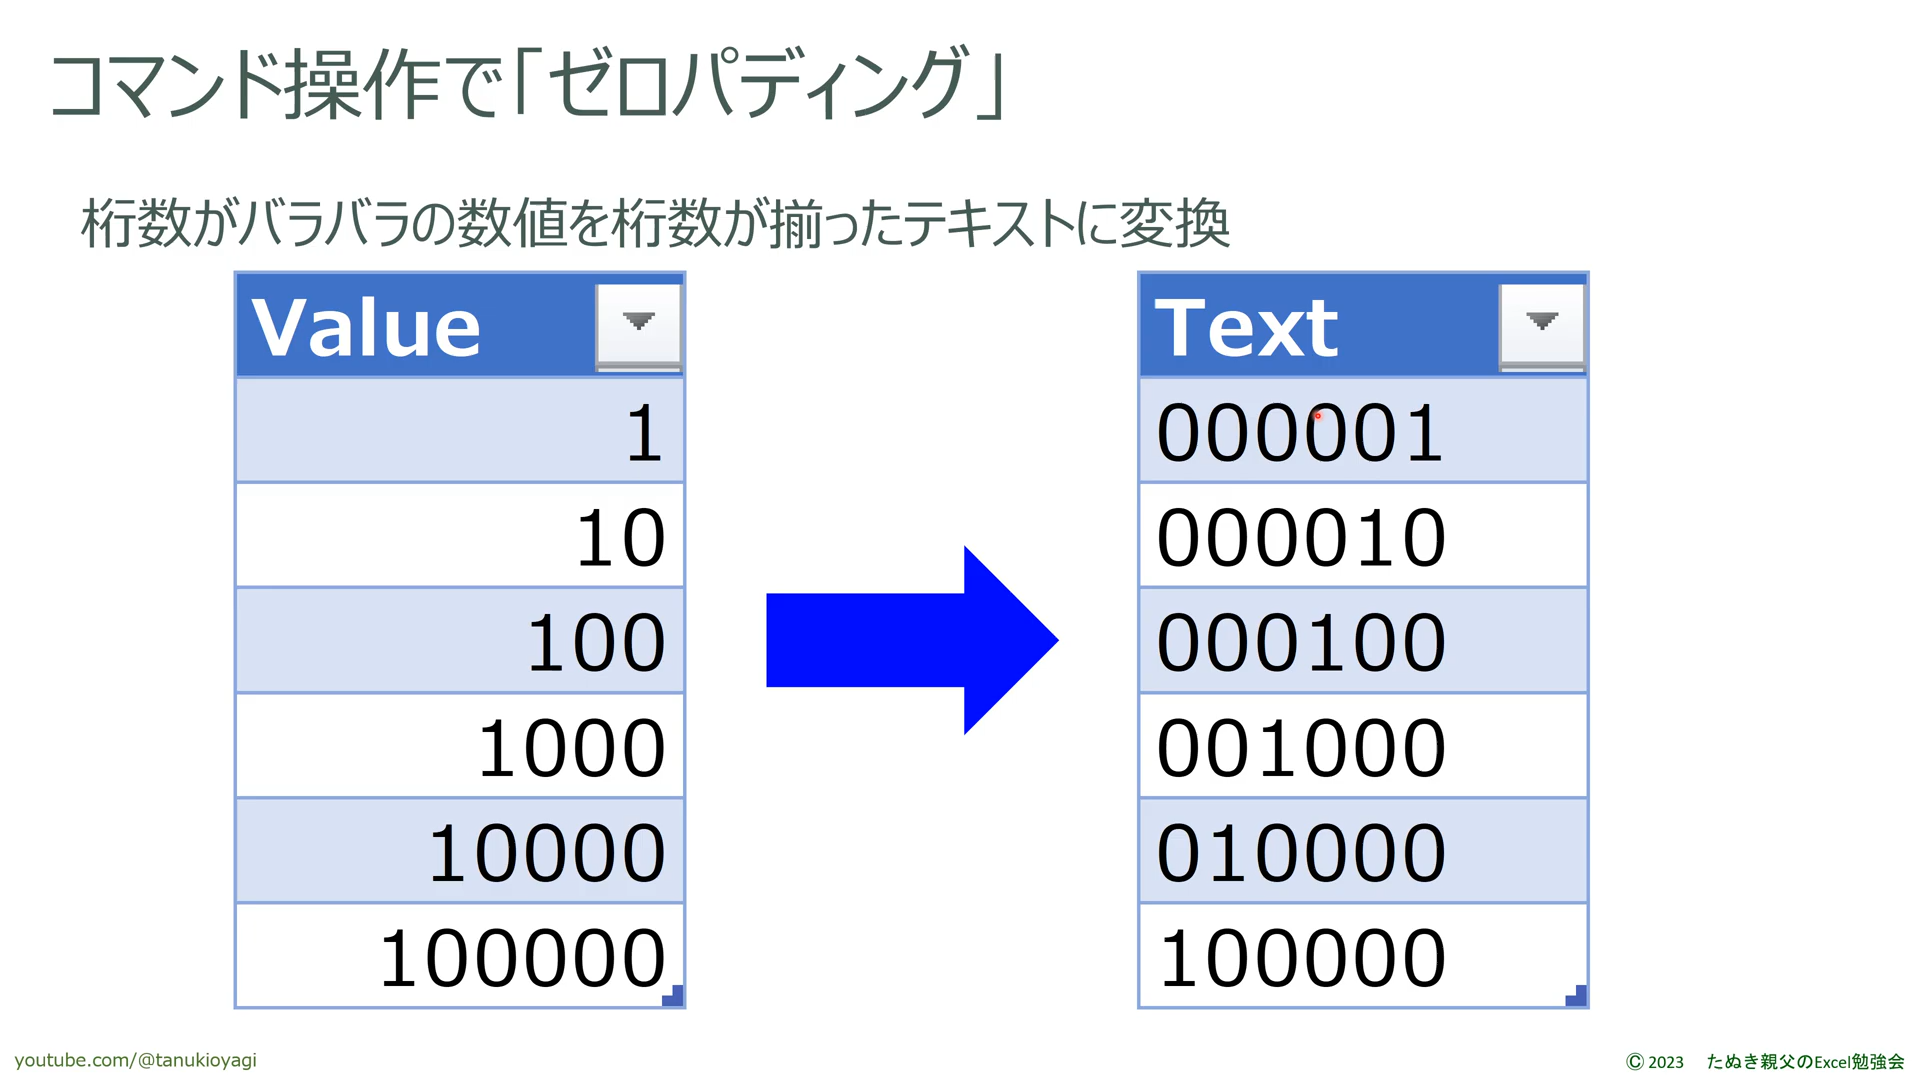 コマンド操作で「ゼロパディング」
桁数がバラバラの数値を桁数が揃ったテキストに変換
Value
1
10
100
1000
10000
100000
Text
000001
000010
000100
001000
010000
100000
youtube.com/@tanukioyagi
© 2023 たぬき親父のExcel勉強会